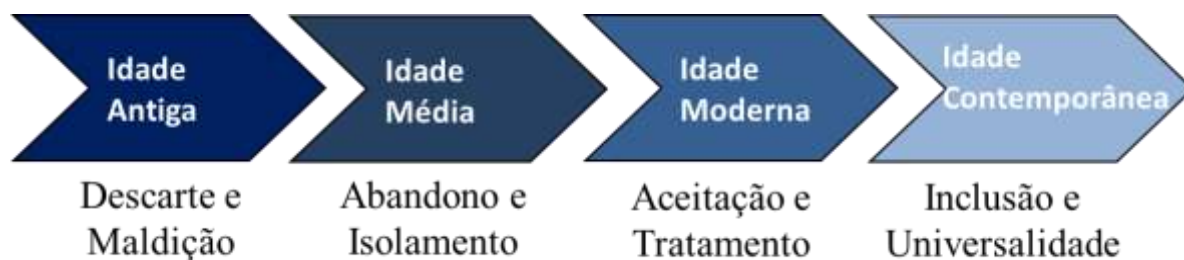 Idade
Antiga
Idade
Média
Idade
Moderna
Idade
Contemporânea
Descarte e
Maldição
Abandono e
Isolamento
Aceitação e
Tratamento
Inclusão e
Universalidade